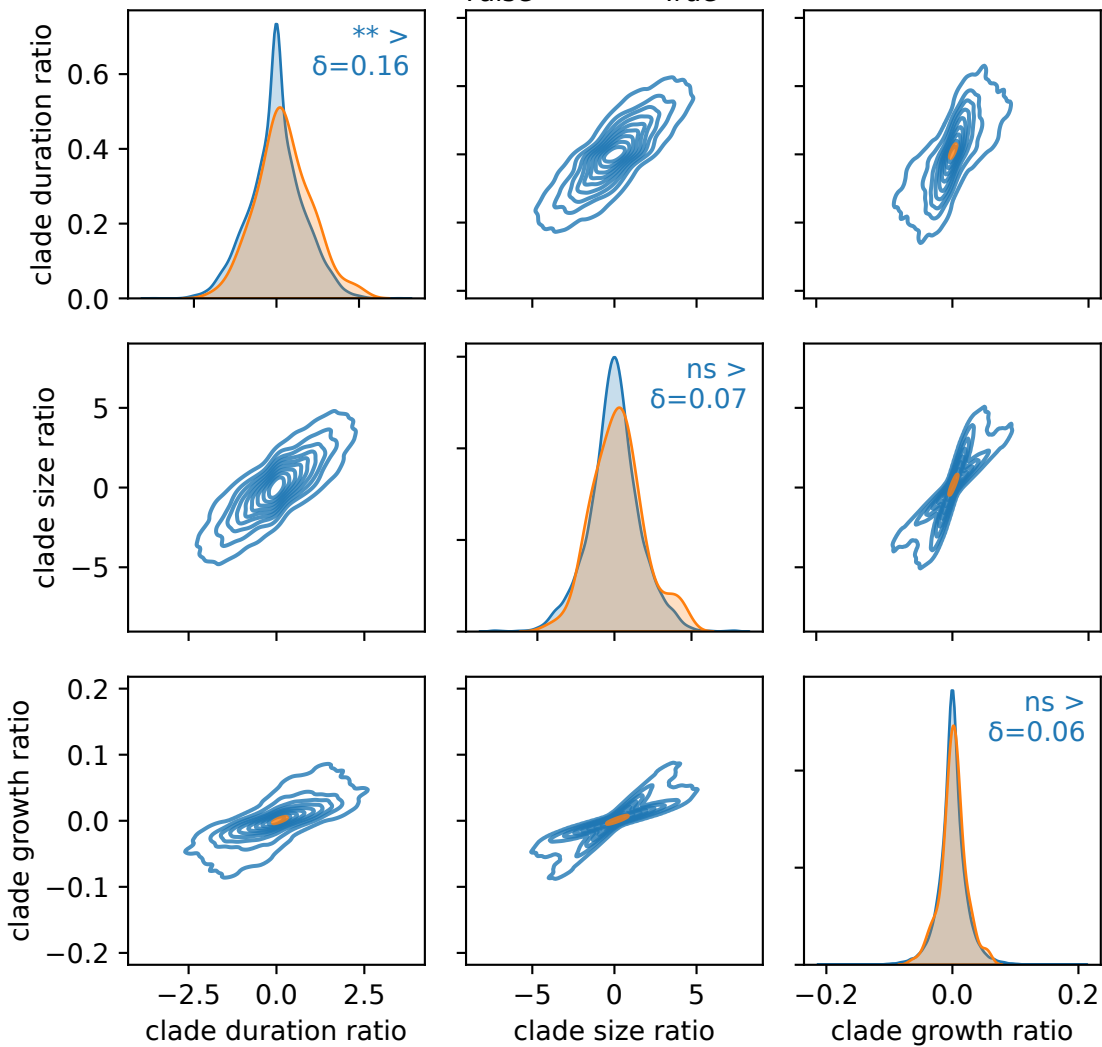 ** >
δ=0.16
clade duration ratio
0.6
0.4
0.2
0.0
ns >
δ=0.07
clade size ratio
5
0
−5
ns >
δ=0.06
clade growth ratio
0.2
0.1
0.0
−0.1
−0.2
−2.5 0.0 2.5
−5 0 5
−0.2 0.0 0.2
clade duration ratio
clade size ratio
clade growth ratio